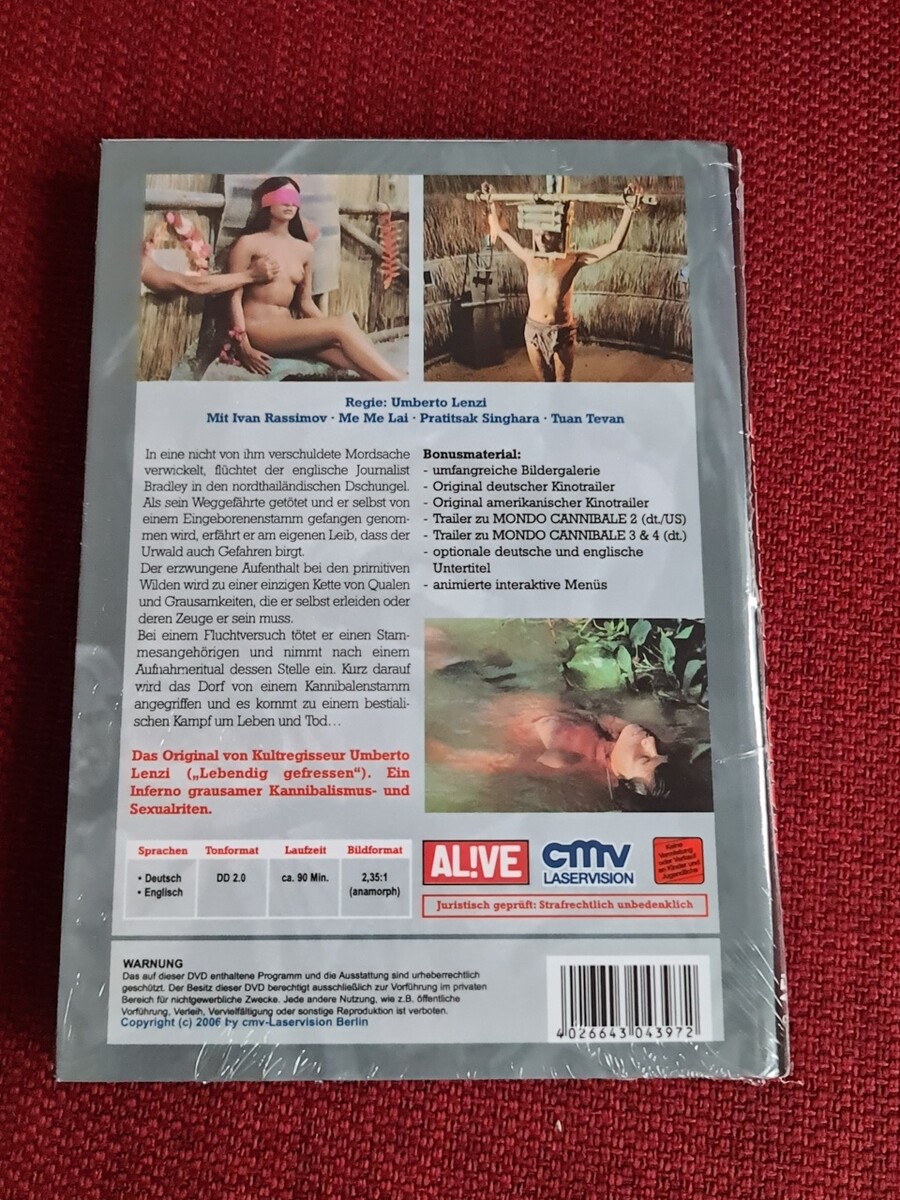 Regie: Umberto Lenzi
Mit Ivan Rassimov · Me Me Lai · Pratitsak Singhara · Tuan Tevan
In eine nicht von ihm verschuldete Mordsache
verwickelt, flüchtet der englische Journalist
Bradley in den nordthailändischen Dschungel.
Als sein Weggefährte getötet und er selbst von
einem Eingeborenenstamm gefangen genom-
men wird, erfährt er am eigenen Leib, dass der
Urwald auch Gefahren birgt.
Der erzwungene Aufenthalt bei den primitiven
Wilden wird zu einer einzigen Kette von Qualen
und Grausamkeiten, die er selbst erleiden oder
deren Zeuge er sein muss.
Bei einem Fluchtversuch tötet er einen Stam-
mesangehörigen und nimmt nach einem
Aufnahmeritual dessen Stelle ein. Kurz darauf
wird das Dorf von einem Kannibalenstamm
angegriffen und es kommt zu einem bestiali-
schen Kampf um Leben und Tod...
Das Original von Kultregisseur Umberto
Lenzi („Lebendig gefressen“). Ein
Inferno grausamer Kannibalismus- und
Sexualriten.
Bonusmaterial:
- umfangreiche Bildergalerie
- Original deutscher Kinotrailer
- Original amerikanischer Kinotrailer
- Trailer zu MONDO CANNIBALE 2 (dt./US)
- Trailer zu MONDO CANNIBALE 3 & 4 (dt.)
- optionale deutsche und englische
Untertitel
- animierte interaktive Menüs
Sprachen Tonformat Laufzeit Bildformat
• Deutsch DD 2.0 ca. 90 Min. 2,35:1
• Englisch (anamorph)
AL!VE
cmv
LASERVISION
Keine
Vermietung
oder Verkauf
an Kinder und
Jugendliche
Juristisch geprüft: Strafrechtlich unbedenklich
WARNUNG
Das auf dieser DVD enthaltene Programm und die Ausstattung sind urheberrechtlich
geschützt. Der Besitz dieser DVD berechtigt ausschließlich zur Vorführung im privaten
Bereich für nichtgewerbliche Zwecke. Jede andere Nutzung, wie z.B. öffentliche
Vorführung, Verleih, Vervielfältigung oder sonstige Reproduktion ist verboten.
Copyright (c) 2006 by cmv-Laservision Berlin
4 026643 043972